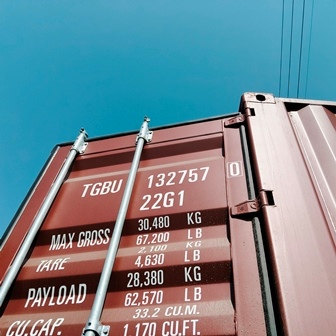 TGBU 132757 0
22G1
MAX GROSS 30,480 KG
67,200 LB
TARE 2,100 KG
4,630 LB
PAYLOAD 28,380 KG
62,570 LB
CU.CAP. 33.2 CU.M.
1,170 CU.FT.